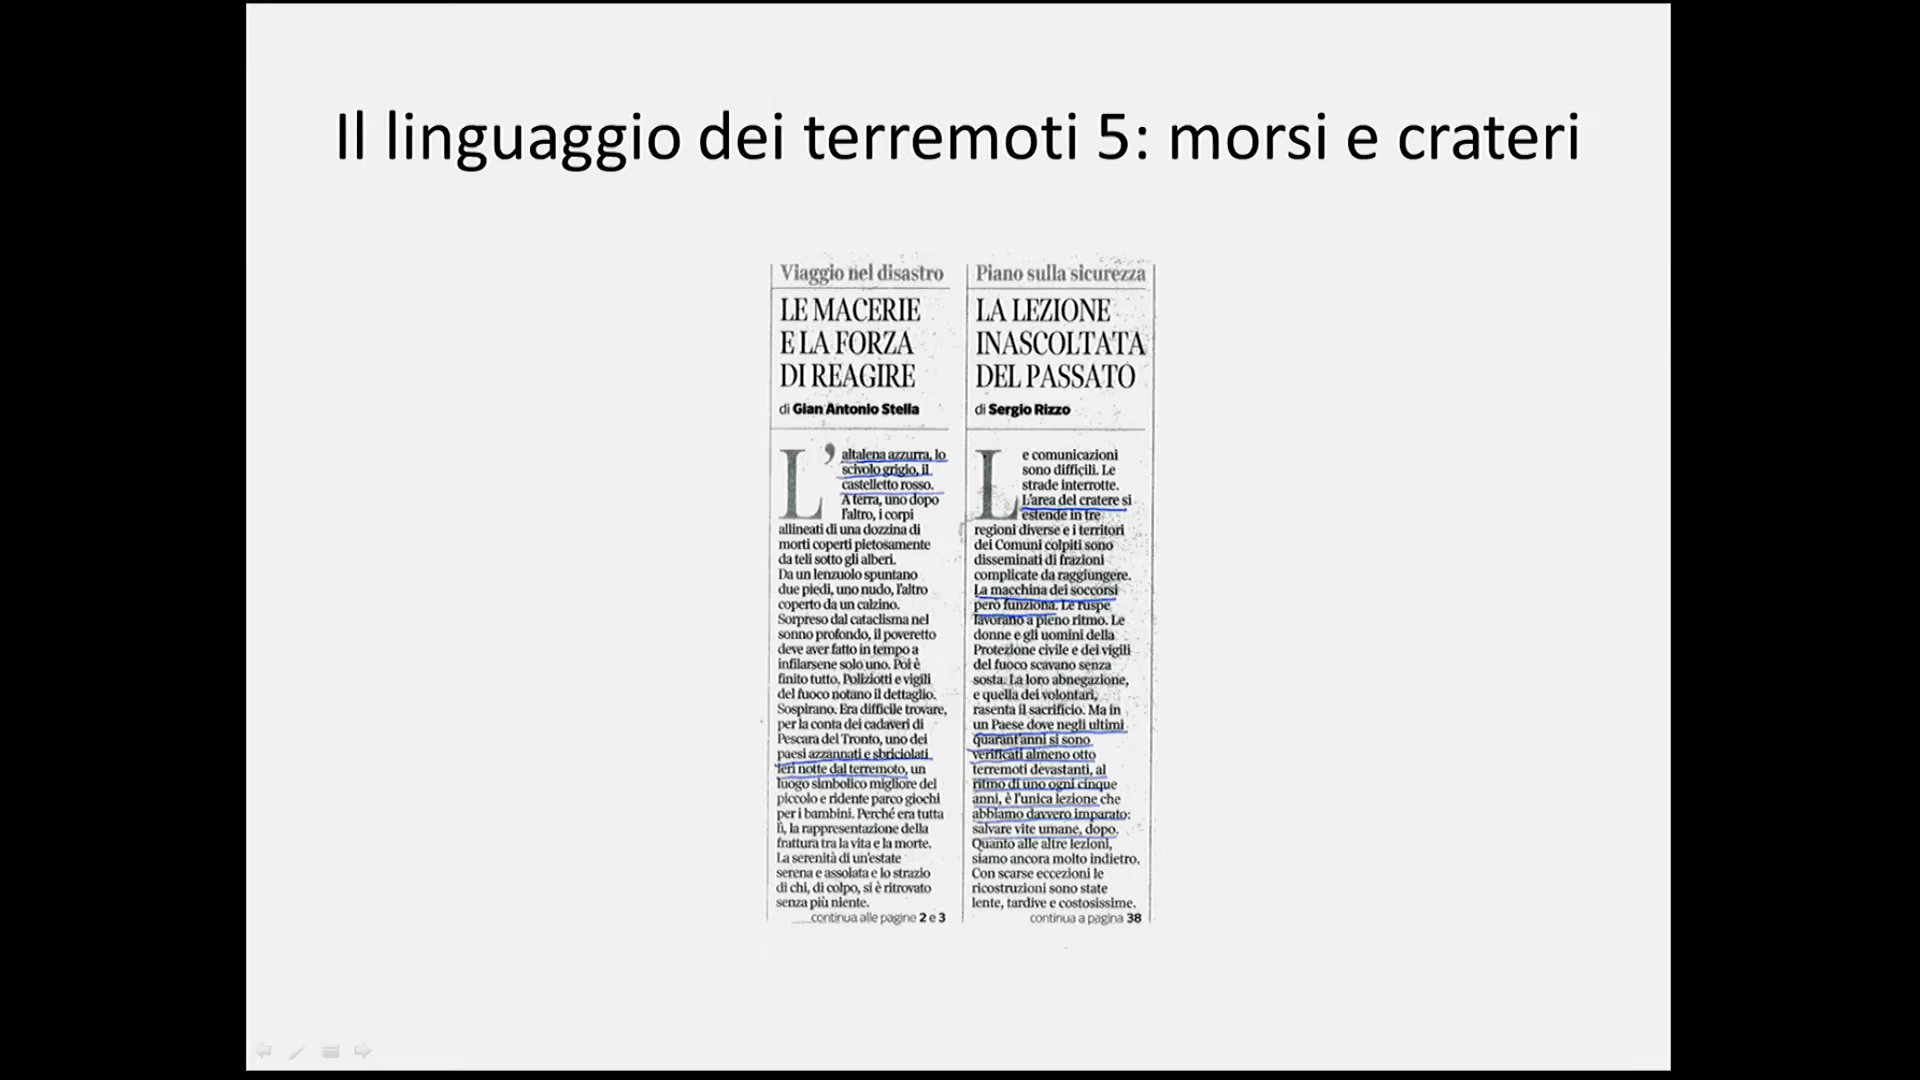 Il linguaggio dei terremoti 5: morsi e crateri
Viaggio nel disastro
LE MACERIE
E LA FORZA
DI REAGIRE
di Gian Antonio Stella
L'altalena azzurra, lo
scivolo grigio, il
castelletto rosso.
A terra, uno dopo
l'altro, i corpi
allineati di una dozzina di
morti coperti pietosamente
da teli sotto gli alberi.
Da un lenzuolo spuntano
due piedi, uno nudo, l'altro
coperto da un calzino.
Sorpreso dal cataclisma nel
sonno profondo, il poveretto
deve aver fatto in tempo a
infilarsene solo uno. Poi è
finito tutto. Poliziotti e vigili
del fuoco notano il dettaglio.
Sospirano. Era difficile trovare,
per la conta dei cadaveri di
Pescara del Tronto, uno dei
paesi azzannati e sbriciolati
ieri notte dal terremoto, un
luogo simbolico migliore del
piccolo e ridente parco giochi
per i bambini. Perché era tutta
lì, la rappresentazione della
frattura tra la vita e la morte.
La serenità di un'estate
serena e assolata e lo strazio
di chi, di colpo, si è ritrovato
senza più niente.
continua alle pagine 2 e 3
Piano sulla sicurezza
LA LEZIONE
INASCOLTATA
DEL PASSATO
di Sergio Rizzo
Le comunicazioni
sono difficili. Le
strade interrotte.
L'area del cratere si
estende in tre
regioni diverse e i territori
dei Comuni colpiti sono
disseminati di frazioni
complicate da raggiungere.
La macchina dei soccorsi
però funziona. Le ruspe
lavorano a pieno ritmo. Le
donne e gli uomini della
Protezione civile e dei vigili
del fuoco scavano senza
sosta. La loro abnegazione,
e quella dei volontari,
rasenta il sacrificio. Ma in
un Paese dove negli ultimi
quarant'anni si sono
verificati almeno otto
terremoti devastanti, al
ritmo di uno ogni cinque
anni, è l'unica lezione che
abbiamo davvero imparato:
salvare vite umane, dopo.
Quanto alle altre lezioni,
siamo ancora molto indietro.
Con scarse eccezioni le
ricostruzioni sono state
lente, tardive e costosissime.
continua a pagina 38